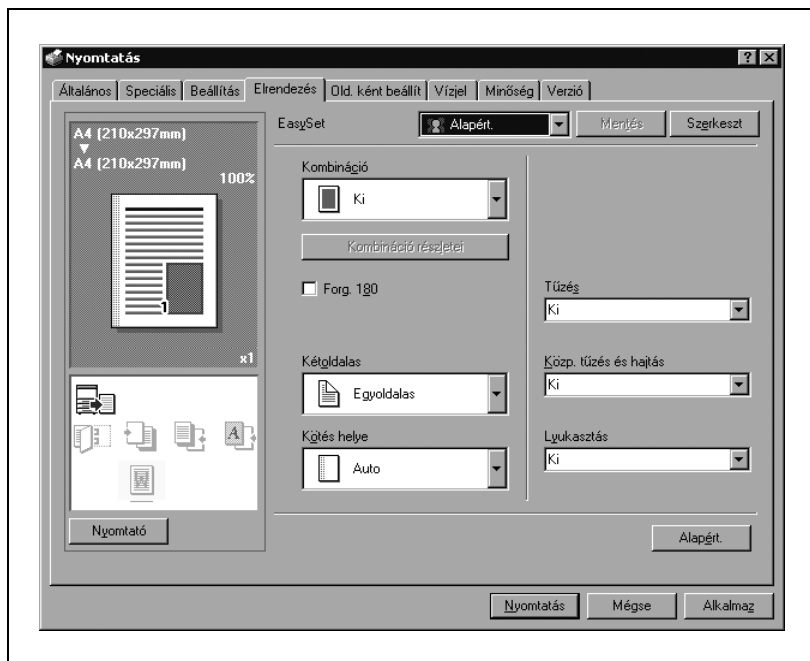 Nyomtatás
Általános Speciális Beállítás Elrendezés Old. ként beállít Vízjel Minőség Verzió
A4 (210x297mm)
A4 (210x297mm)
100%
1
x1
Nyomtató
EasySet Alapért. Mentés Szerkeszt
Kombináció
Ki
Kombináció részletei
Forg. 180
Kétoldalas
Egyoldalas
Kötés helye
Auto
Tűzés
Ki
Közp. tűzés és hajtás
Ki
Lyukasztás
Ki
Alapért.
Nyomtatás Mégse Alkalmaz